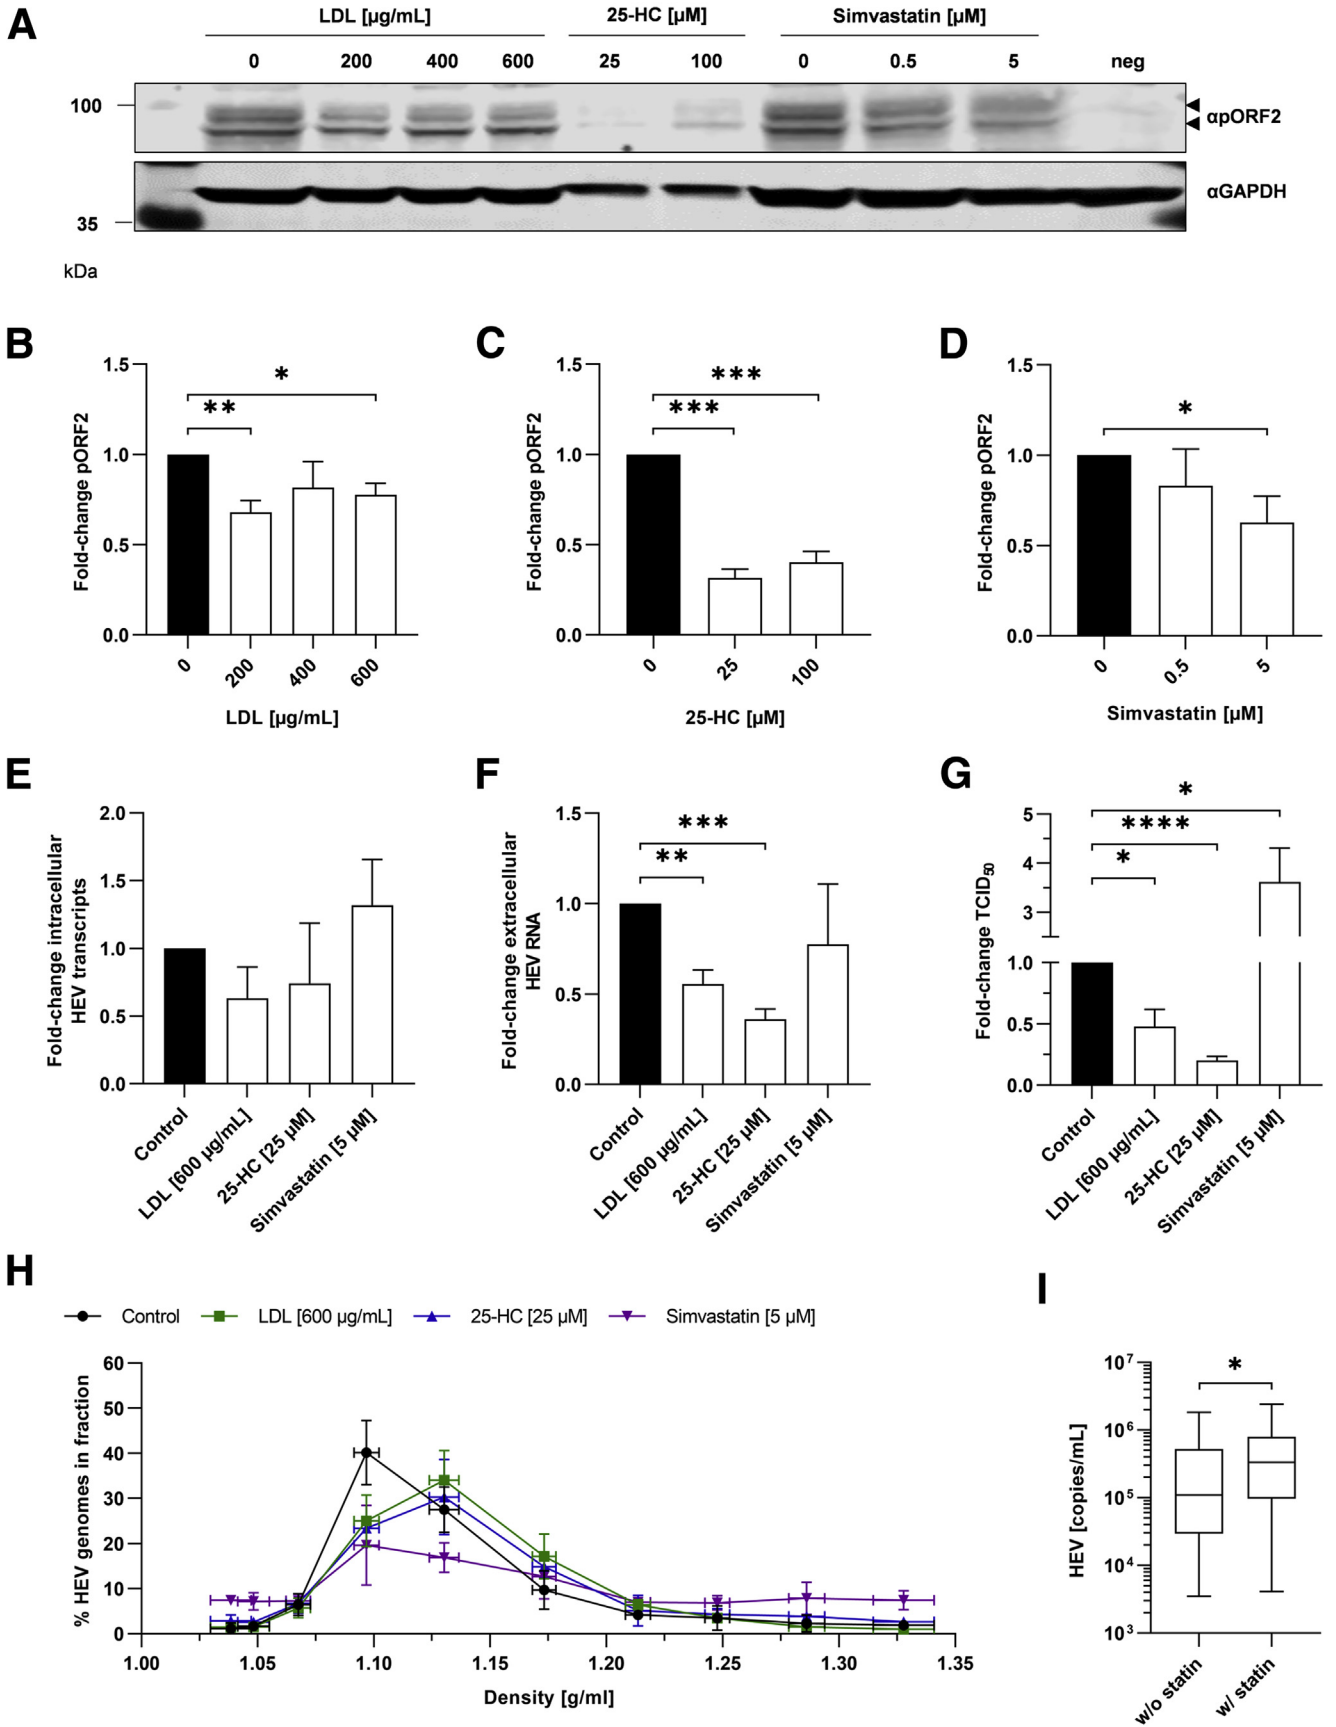 A
LDL [µg/mL] 25-HC [µM] Simvastatin [µM]
0 200 400 600 25 100 0 0.5 5 neg
100
αpORF2
αGAPDH
35
kDa
B
Fold-change pORF2
1.5
1.0
0.5
0.0
*
**
0 200 400 600
LDL [µg/mL]
C
Fold-change pORF2
1.5
1.0
0.5
0.0
***
***
0 25 100
25-HC [µM]
D
Fold-change pORF2
1.5
1.0
0.5
0.0
*
0 0.5 5
Simvastatin [µM]
E
Fold-change intracellular
HEV transcripts
2.0
1.5
1.0
0.5
0.0
Control
LDL [600 µg/mL]
25-HC [25 µM]
Simvastatin [5 µM]
F
Fold-change extracellular
HEV RNA
1.5
1.0
0.5
0.0
***
**
Control
LDL [600 µg/mL]
25-HC [25 µM]
Simvastatin [5 µM]
G
Fold-change TCID50
5
4
3
1.0
0.5
0.0
*
****
*
Control
LDL [600 µg/mL]
25-HC [25 µM]
Simvastatin [5 µM]
H
Control LDL [600 µg/mL] 25-HC [25 µM] Simvastatin [5 µM]
% HEV genomes in fraction
60
50
40
30
20
10
0
1.00 1.05 1.10 1.15 1.20 1.25 1.30 1.35
Density [g/ml]
I
HEV [copies/mL]
10^7
10^6
10^5
10^4
10^3
*
w/o statin
w/ statin